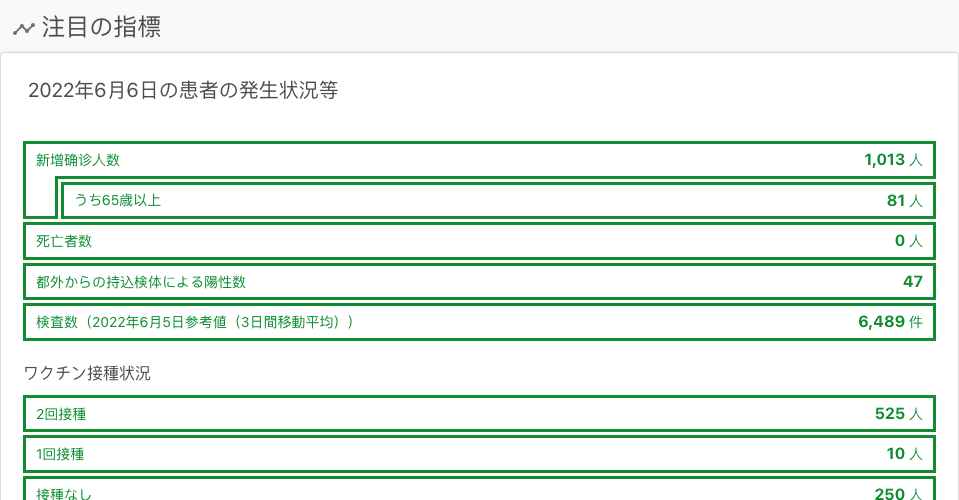 注目の指標
2022年6月6日の患者の発生状況等
新增确诊人数 1,013 人
うち65歳以上 81 人
死亡者数 0 人
都外からの持込検体による陽性数 47
検査数（2022年6月5日参考値（3日間移動平均）） 6,489 件
ワクチン接種状況
2回接種 525 人
1回接種 10 人
接種なし 250 人